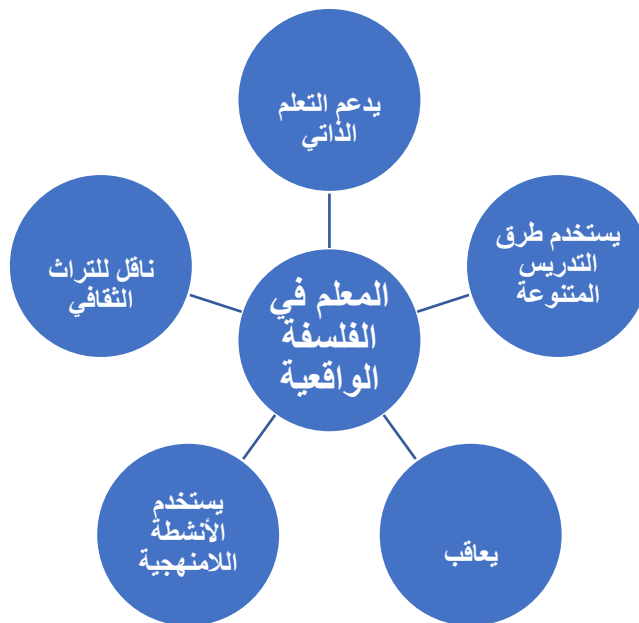 يدعم التعلم
الذاتي
يستخدم طرق
التدريس
المتنوعة
ناقل للتراث
الثقافي
المعلم في
الفلسفة
الواقعية
يستخدم
الأنشطة
اللامنهجية
يعاقب